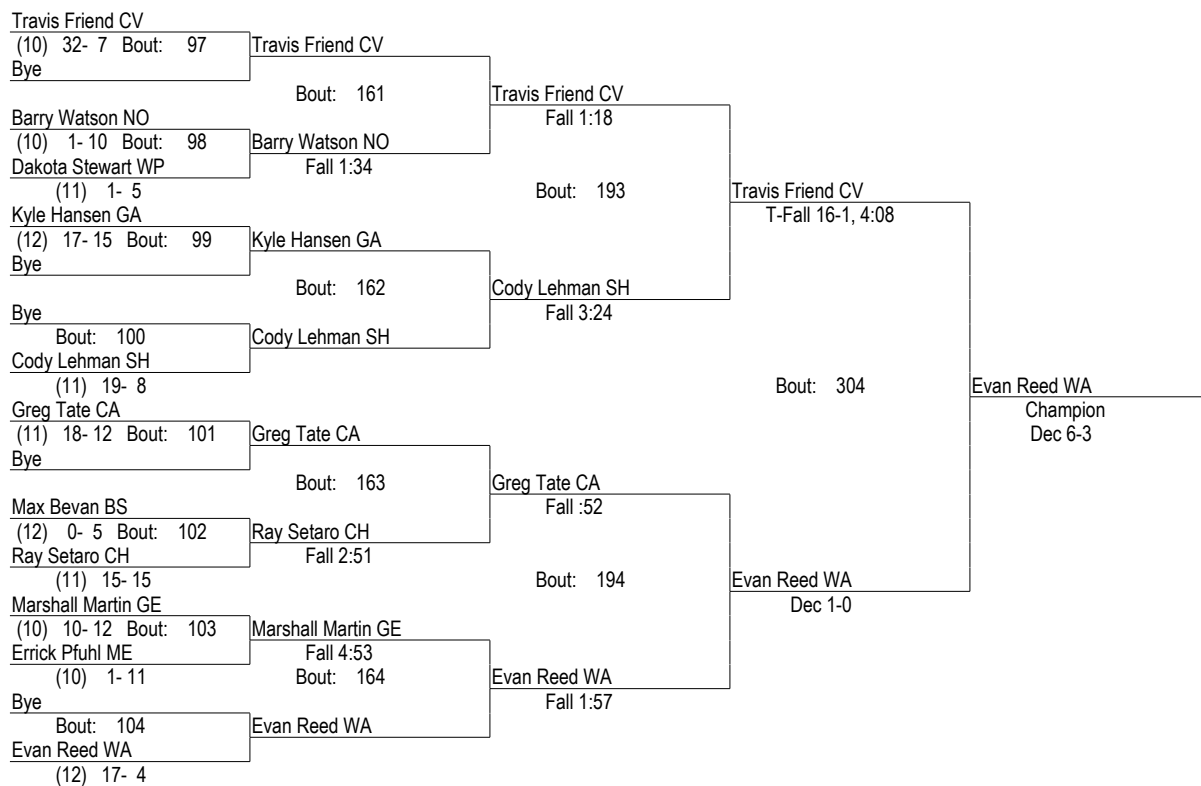 Travis Friend CV
(10) 32- 7 Bout: 97
Bye
Travis Friend CV
Bout: 161
Barry Watson NO
(10) 1- 10 Bout: 98
Dakota Stewart WP
(11) 1- 5
Barry Watson NO
Fall 1:34
Travis Friend CV
Fall 1:18
Bout: 193
Kyle Hansen GA
(12) 17- 15 Bout: 99
Bye
Kyle Hansen GA
Bout: 162
Bye
Bout: 100
Cody Lehman SH
(11) 19- 8
Cody Lehman SH
Cody Lehman SH
Fall 3:24
Travis Friend CV
T-Fall 16-1, 4:08
Bout: 304
Greg Tate CA
(11) 18- 12 Bout: 101
Bye
Greg Tate CA
Bout: 163
Max Bevan BS
(12) 0- 5 Bout: 102
Ray Setaro CH
(11) 15- 15
Ray Setaro CH
Fall 2:51
Greg Tate CA
Fall :52
Bout: 194
Marshall Martin GE
(10) 10- 12 Bout: 103
Errick Pfuhl ME
(10) 1- 11
Marshall Martin GE
Fall 4:53
Bout: 164
Bye
Bout: 104
Evan Reed WA
(12) 17- 4
Evan Reed WA
Evan Reed WA
Fall 1:57
Evan Reed WA
Dec 1-0
Evan Reed WA
Champion
Dec 6-3